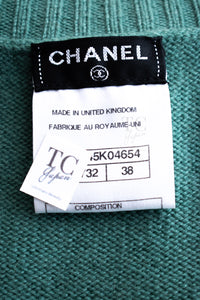 CHANEL
MADE IN UNITED KINGDOM
FABRIQUE AU ROYAUME-UNI
5K04654
TC
Japan
32 38
COMPOSITION